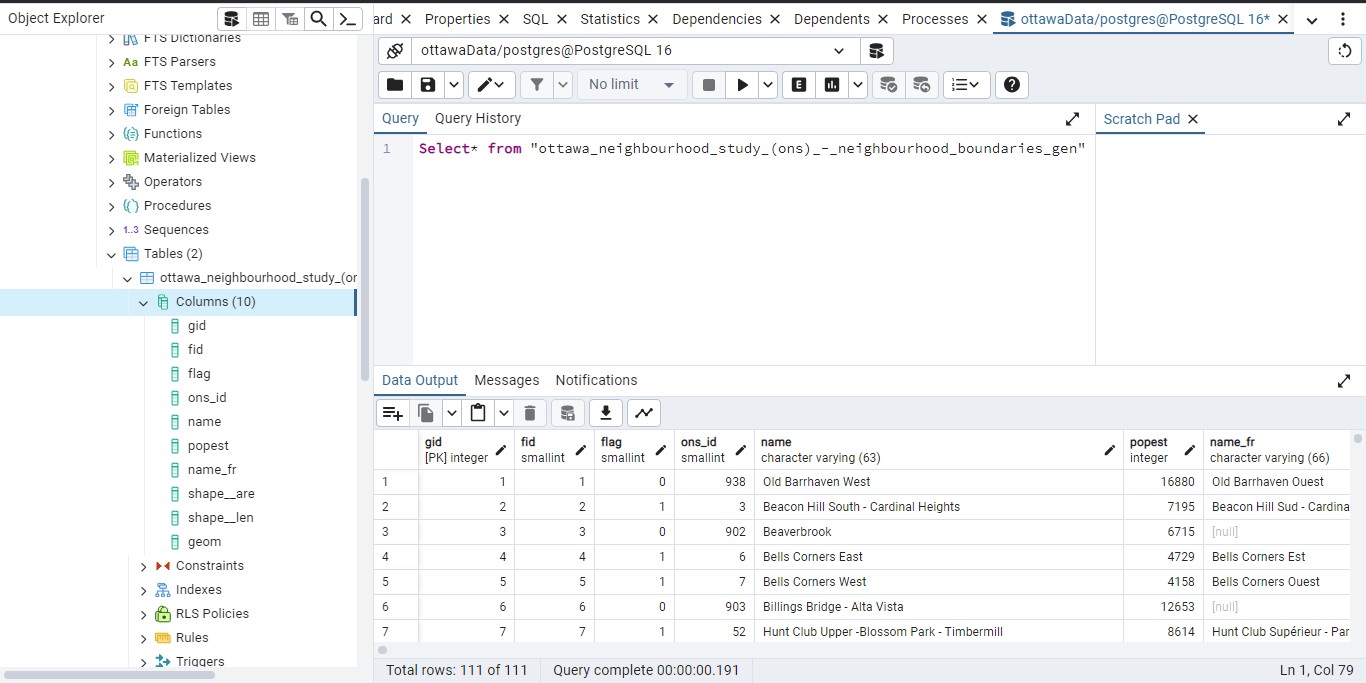 Object Explorer
ard Properties SQL Statistics Dependencies Dependents Processes ottawaData/postgres@PostgreSQL 16*
FTS Dictionaries
Aa FTS Parsers
FTS Templates
Foreign Tables
Functions
Materialized Views
Operators
Procedures
1..3 Sequences
Tables (2)
ottawa_neighbourhood_study_(or
Columns (10)
gid
fid
flag
ons_id
name
popest
name_fr
shape__are
shape__len
geom
Constraints
Indexes
RLS Policies
Rules
Triggers
ottawaData/postgres@PostgreSQL 16
No limit
E
Query Query History
Scratch Pad
1 Select* from "ottawa_neighbourhood_study_(ons)_-_neighbourhood_boundaries_gen"
Data Output Messages Notifications
gid fid flag ons_id name popest name_fr
[PK] integer smallint smallint smallint character varying (63) integer character varying (66)
1 1 1 0 938 Old Barrhaven West 16880 Old Barrhaven Ouest
2 2 2 1 3 Beacon Hill South - Cardinal Heights 7195 Beacon Hill Sud - Cardina
3 3 3 0 902 Beaverbrook 6715 [null]
4 4 4 1 6 Bells Corners East 4729 Bells Corners Est
5 5 5 1 7 Bells Corners West 4158 Bells Corners Ouest
6 6 6 0 903 Billings Bridge - Alta Vista 12653 [null]
7 7 7 1 52 Hunt Club Upper -Blossom Park - Timbermill 8614 Hunt Club Supérieur - Par
Total rows: 111 of 111 Query complete 00:00:00.191 Ln 1, Col 79